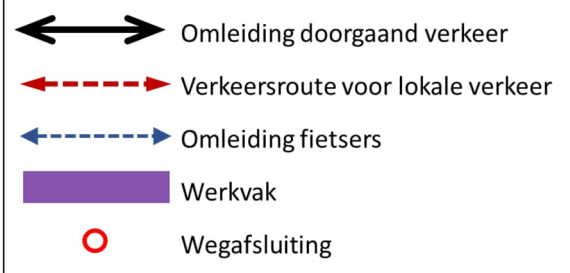 Omleiding doorgaand verkeer
Verkeersroute voor lokale verkeer
Omleiding fietsers
Werkvak
Wegafsluiting